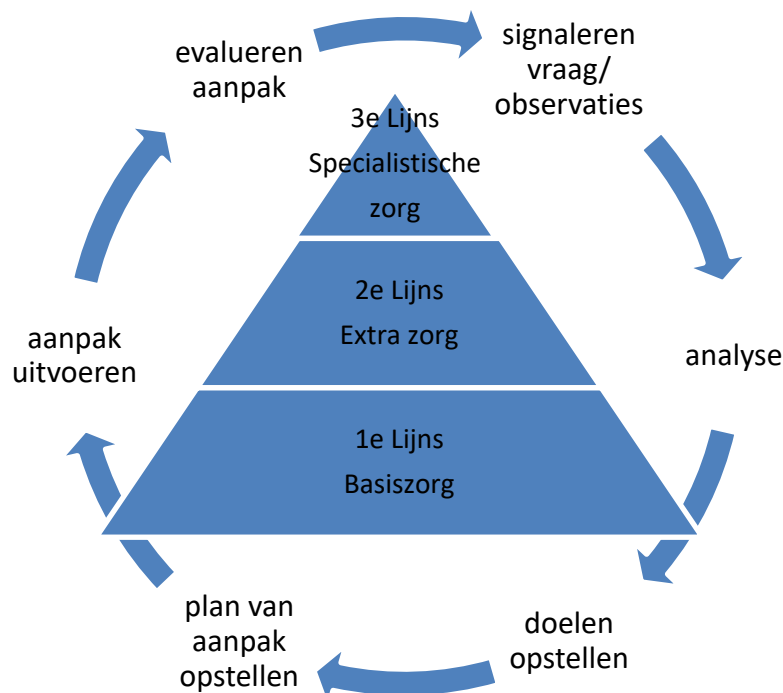 evalueren
aanpak
signaleren
vraag/
observaties
3e Lijns
Specialistische
zorg
2e Lijns
Extra zorg
1e Lijns
Basiszorg
analyse
doelen
opstellen
plan van
aanpak
opstellen
aanpak
uitvoeren